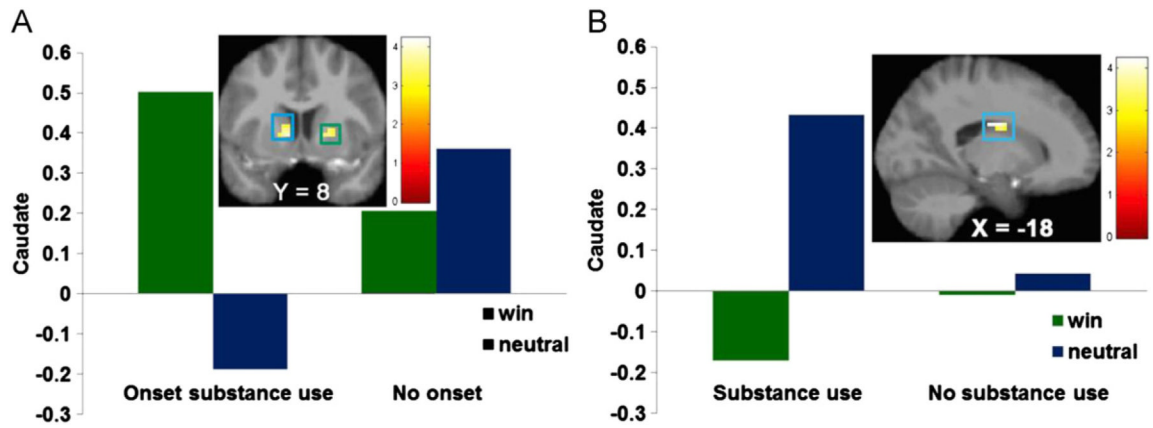 A
0.6
0.5
0.4
0.3
0.2
0.1
0
-0.1
-0.2
-0.3
Caudate
Y = 8
4
3
2
1
0
win
neutral
Onset substance use No onset
B
0.6
0.5
0.4
0.3
0.2
0.1
0
-0.1
-0.2
-0.3
Caudate
X = -18
4
3
2
1
0
win
neutral
Substance use No substance use